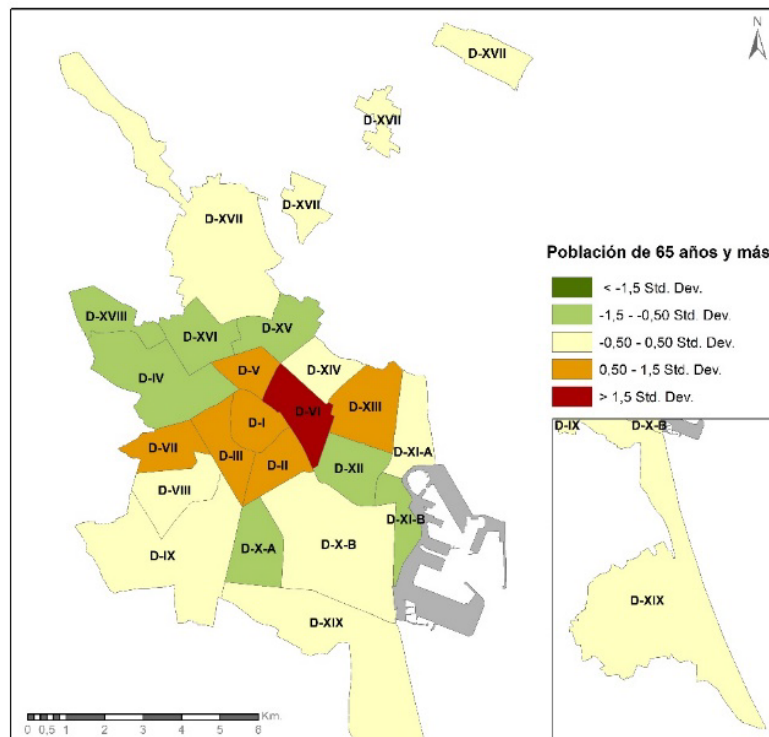 D-XVII
N
D-XVII
D-XVII
D-XVII
Población de 65 años y más
< -1,5 Std. Dev.
-1,5 - -0,50 Std. Dev.
-0,50 - 0,50 Std. Dev.
0,50 - 1,5 Std. Dev.
> 1,5 Std. Dev.
D-XVIII
D-XVI
D-XV
D-IV
D-V
D-XIV
D-VI
D-XIII
D-I
D-VII
D-III
D-II
D-XII
D-XI-A
D-VIII
D-XI-B
D-IX
D-X-A
D-X-B
D-XIX
D-IX
D-X-B
D-XIX
Km.
0 0,5 1 2 3 4 5 6